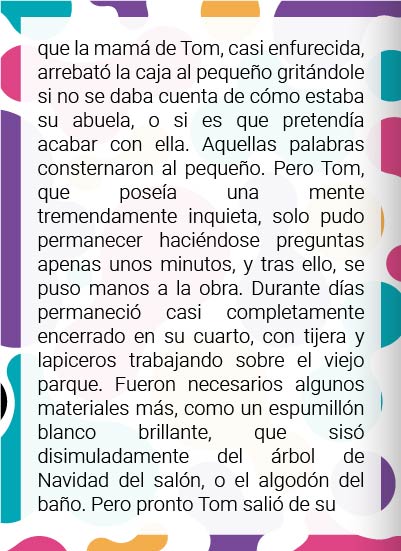 que la mamá de Tom, casi enfurecida,
arrebató la caja al pequeño gritándole
si no se daba cuenta de cómo estaba
su abuela, o si es que pretendía
acabar con ella. Aquellas palabras
consternaron al pequeño. Pero Tom,
que poseía una mente
tremendamente inquieta, solo pudo
permanecer haciéndose preguntas
apenas unos minutos, y tras ello, se
puso manos a la obra. Durante días
permaneció casi completamente
encerrado en su cuarto, con tijera y
lapiceros trabajando sobre el viejo
parque. Fueron necesarios algunos
materiales más, como un espumillón
blanco brillante, que sisó
disimuladamente del árbol de
Navidad del salón, o el algodón del
baño. Pero pronto Tom salió de su